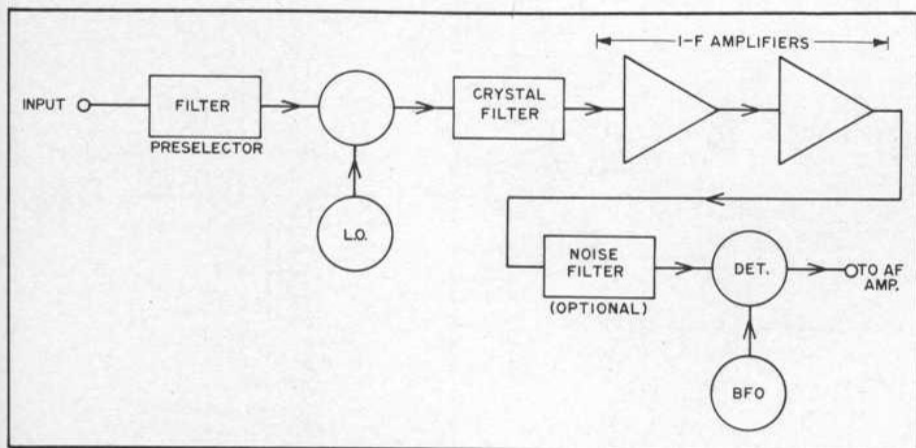 I-F AMPLIFIERS
INPUT
FILTER
PRESELECTOR
CRYSTAL
FILTER
L.O.
NOISE
FILTER
(OPTIONAL)
DET.
TO AF
AMP.
BFO